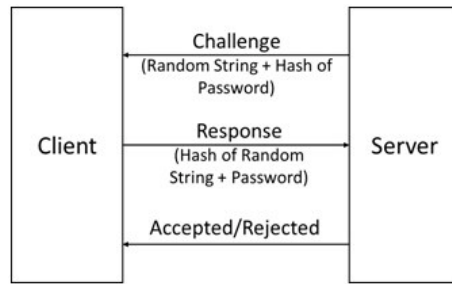 Challenge
(Random String + Hash of
Password)
Client
Response
Server
(Hash of Random
String + Password)
Accepted/Rejected